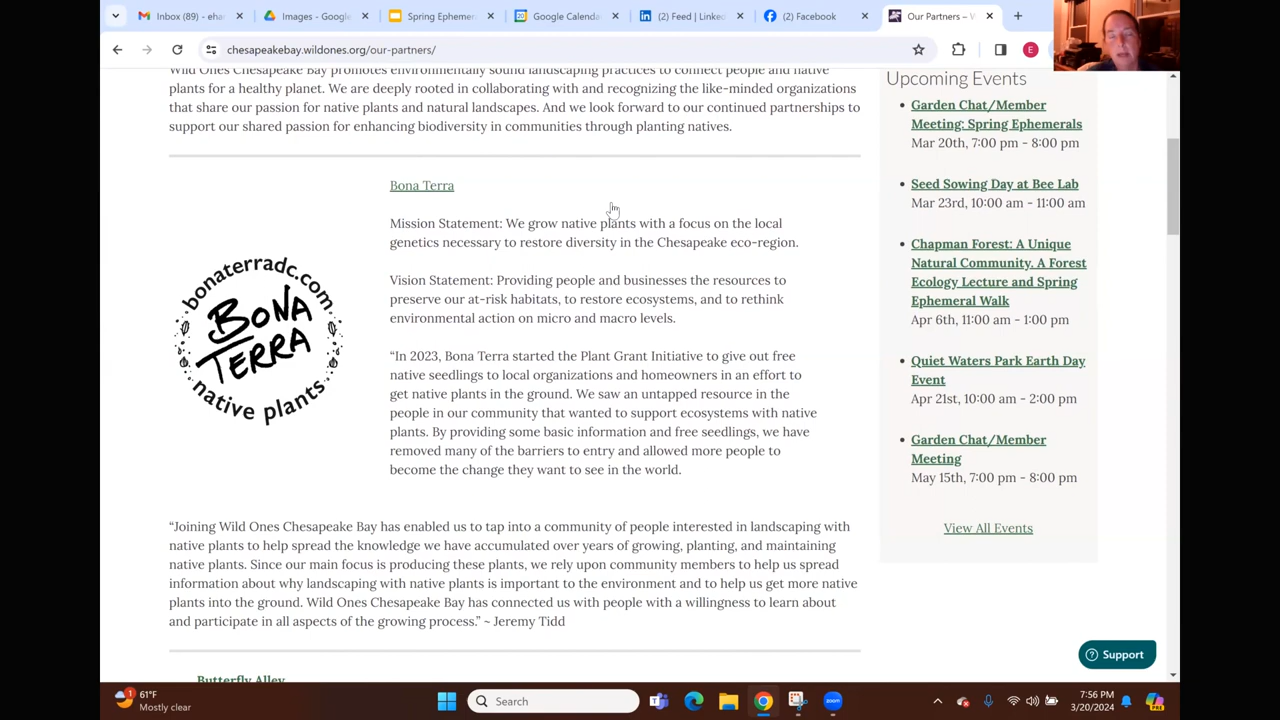 Inbox (89) - ehar
Images - Google
Spring Ephemer
Google Calenda
(2) Feed | Linked
(2) Facebook
Our Partners – W
chesapeakebay.wildones.org/our-partners/
E
Wild Ones Chesapeake Bay promotes environmentally sound landscaping practices to connect people and native
plants for a healthy planet. We are deeply rooted in collaborating with and recognizing the like-minded organizations
that share our passion for native plants and natural landscapes. And we look forward to our continued partnerships to
support our shared passion for enhancing biodiversity in communities through planting natives.
Bona Terra
Mission Statement: We grow native plants with a focus on the local
genetics necessary to restore diversity in the Chesapeake eco-region.
Vision Statement: Providing people and businesses the resources to
preserve our at-risk habitats, to restore ecosystems, and to rethink
environmental action on micro and macro levels.
bonaterradc.com
BONA
TERRA
native plants
“In 2023, Bona Terra started the Plant Grant Initiative to give out free
native seedlings to local organizations and homeowners in an effort to
get native plants in the ground. We saw an untapped resource in the
people in our community that wanted to support ecosystems with native
plants. By providing some basic information and free seedlings, we have
removed many of the barriers to entry and allowed more people to
become the change they want to see in the world.
“Joining Wild Ones Chesapeake Bay has enabled us to tap into a community of people interested in landscaping with
native plants to help spread the knowledge we have accumulated over years of growing, planting, and maintaining
native plants. Since our main focus is producing these plants, we rely upon community members to help us spread
information about why landscaping with native plants is important to the environment and to help us get more native
plants into the ground. Wild Ones Chesapeake Bay has connected us with people with a willingness to learn about
and participate in all aspects of the growing process.” ~ Jeremy Tidd
Butterfly Alley
Upcoming Events
Garden Chat/Member
Meeting: Spring Ephemerals
Mar 20th, 7:00 pm - 8:00 pm
Seed Sowing Day at Bee Lab
Mar 23rd, 10:00 am - 11:00 am
Chapman Forest: A Unique
Natural Community. A Forest
Ecology Lecture and Spring
Ephemeral Walk
Apr 6th, 11:00 am - 1:00 pm
Quiet Waters Park Earth Day
Event
Apr 21st, 10:00 am - 2:00 pm
Garden Chat/Member
Meeting
May 15th, 7:00 pm - 8:00 pm
View All Events
Support
1
61°F
Mostly clear
Search
zoom
7:56 PM
3/20/2024
PRE